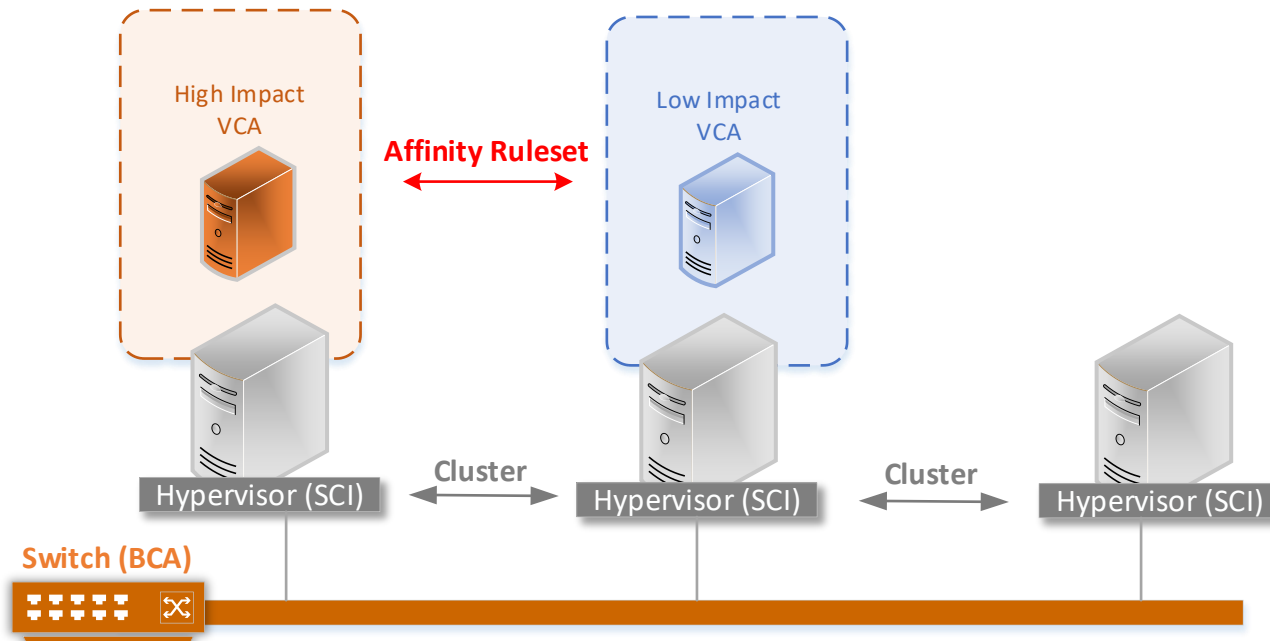 High Impact
VCA
Low Impact
VCA
Affinity Ruleset
Cluster
Cluster
Hypervisor (SCI)
Hypervisor (SCI)
Hypervisor (SCI)
Switch (BCA)